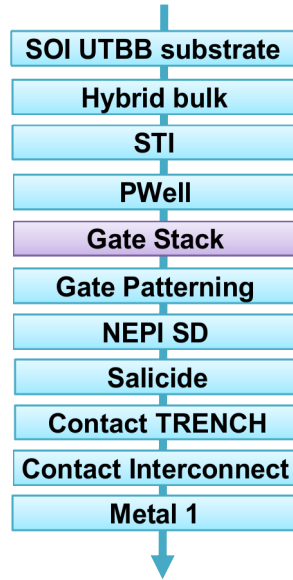 SOI UTBB substrate
Hybrid bulk
STI
PWell
Gate Stack
Gate Patterning
NEPI SD
Salicide
Contact TRENCH
Contact Interconnect
Metal 1